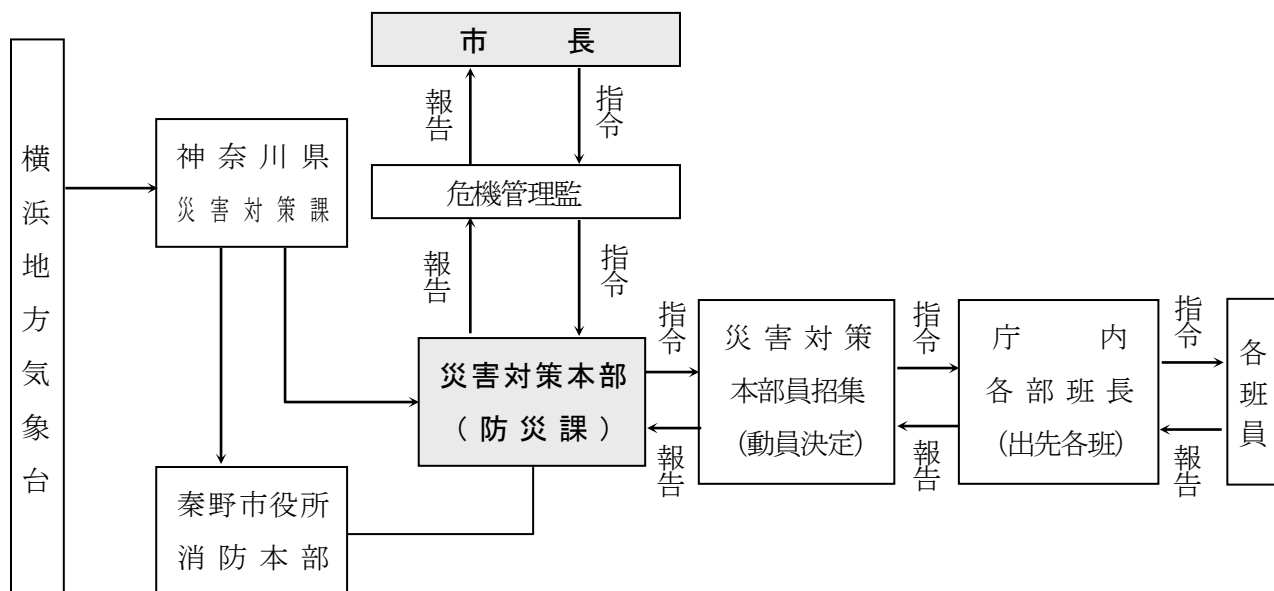 市　　　長
報告
指令
横浜地方気象台
神奈川県
災害対策課
危機管理監
報告
指令
災害対策本部
（防災課）
指令
報告
災害対策
本部員招集
(動員決定)
指令
報告
庁　　内
各部班長
(出先各班)
指令
報告
各班員
秦野市役所
消防本部